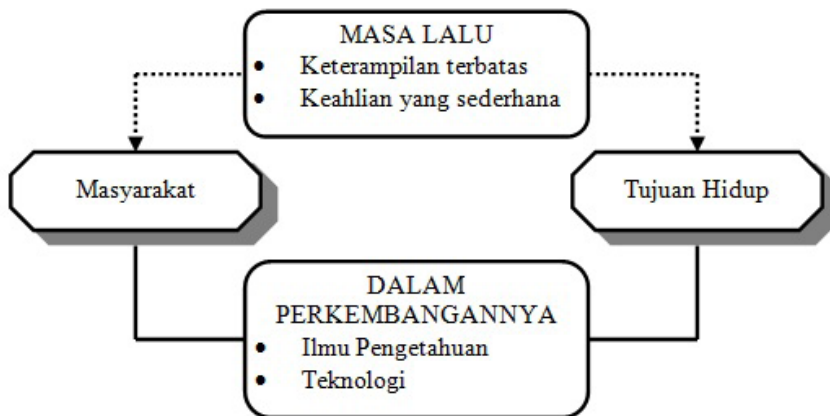 MASA LALU
• Keterampilan terbatas
• Keahlian yang sederhana
Masyarakat
Tujuan Hidup
DALAM
PERKEMBANGANNYA
• Ilmu Pengetahuan
• Teknologi